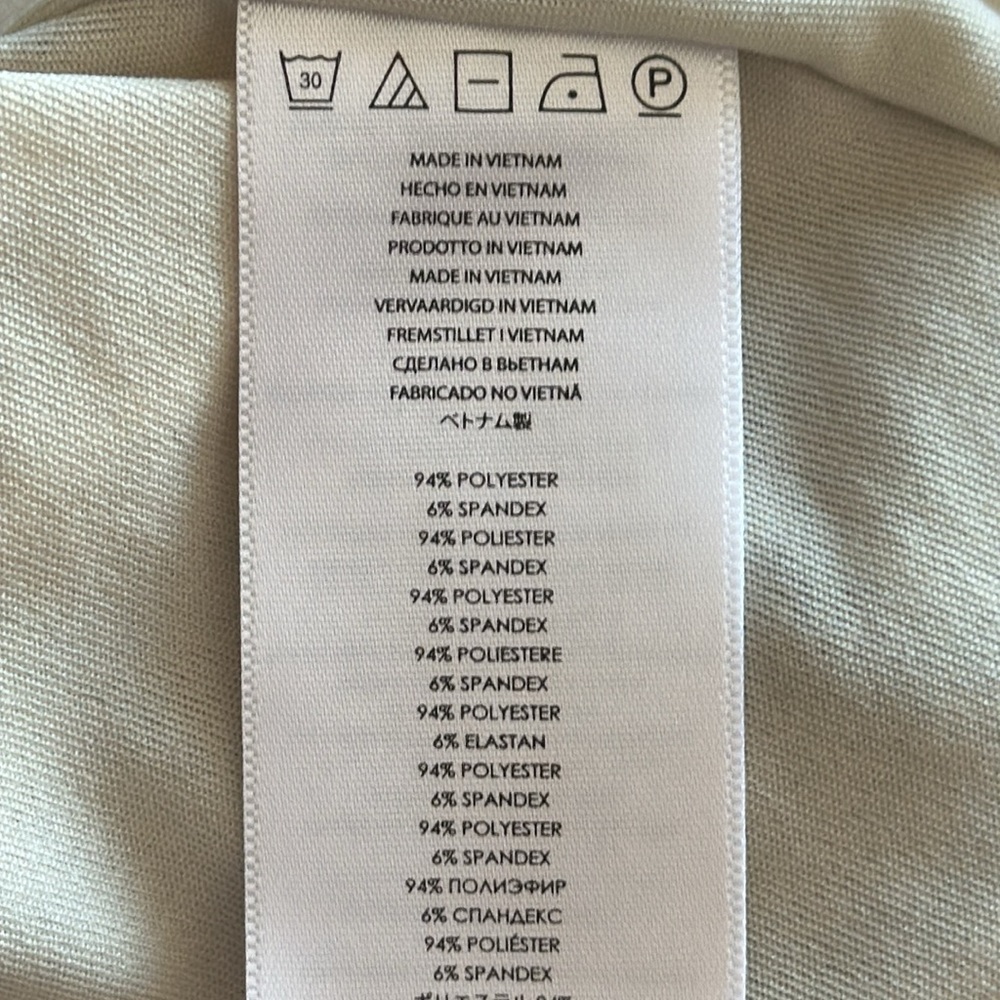 30
P
MADE IN VIETNAM
HECHO EN VIETNAM
FABRIQUE AU VIETNAM
PRODOTTO IN VIETNAM
MADE IN VIETNAM
VERVAARDIGD IN VIETNAM
FREMSTILLET I VIETNAM
СДЕЛАНО В ВЬЕТНАМ
FABRICADO NO VIETNÃ
ベトナム製
94% POLYESTER
6% SPANDEX
94% POLIESTER
6% SPANDEX
94% POLYESTER
6% SPANDEX
94% POLIESTERE
6% SPANDEX
94% POLYESTER
6% ELASTAN
94% POLYESTER
6% SPANDEX
94% POLYESTER
6% SPANDEX
94% ПОЛИЭФИР
6% СПАНДЕКС
94% POLIÉSTER
6% SPANDEX